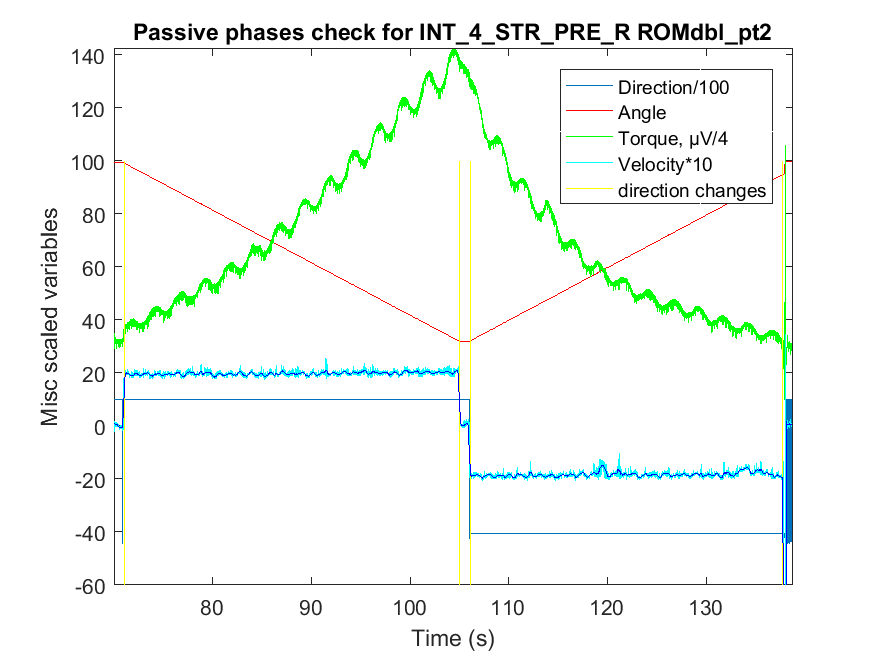 Passive phases check for INT_4_STR_PRE_R ROMdbl_pt2
140
120
100
80
60
40
20
0
-20
-40
-60
Misc scaled variables
Direction/100
Angle
Torque, µV/4
Velocity*10
direction changes
80 90 100 110 120 130
Time (s)